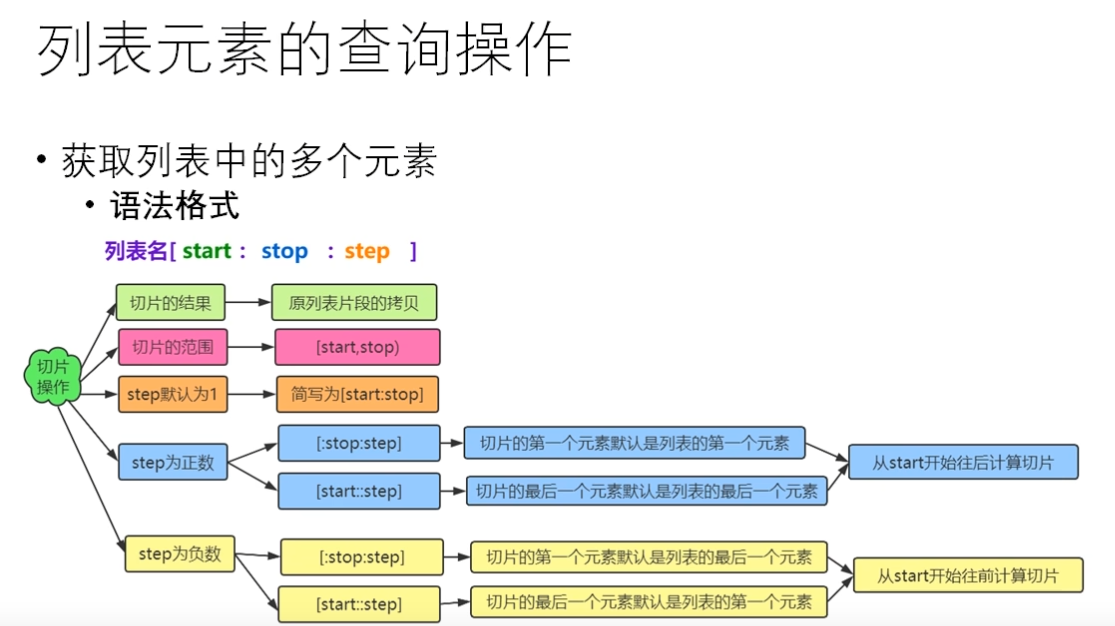 列表元素的查询操作
• 获取列表中的多个元素
• 语法格式
列表名[ start : stop : step ]
切片的结果
原列表片段的拷贝
切片的范围
[start,stop)
切片
操作
step默认为1
简写为[start:stop]
step为正数
[:stop:step]
切片的第一个元素默认是列表的第一个元素
[start::step]
切片的最后一个元素默认是列表的最后一个元素
从start开始往后计算切片
step为负数
[:stop:step]
切片的第一个元素默认是列表的最后一个元素
[start::step]
切片的最后一个元素默认是列表的第一个元素
从start开始往前计算切片